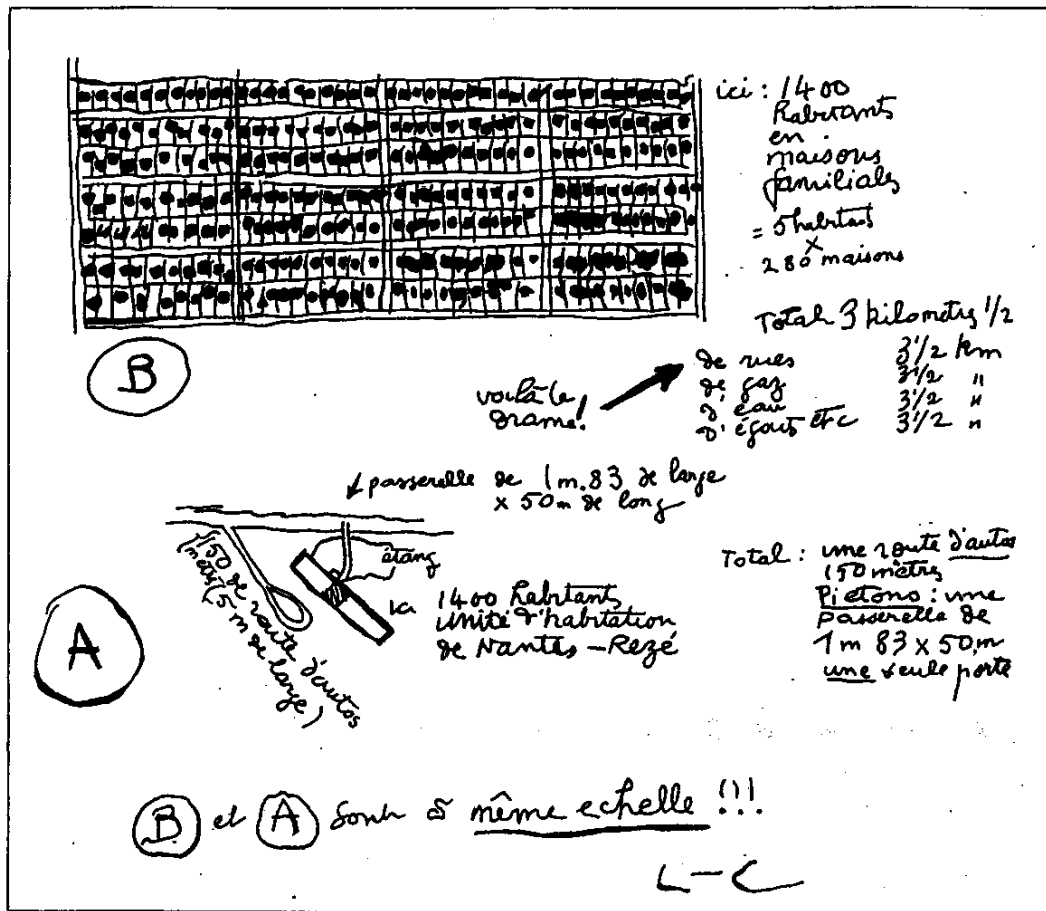 ici : 1400
habitants
en
maisons
familiales
= 5 habitants
x
280 maisons
Total 3 kilomètres 1/2
de rues 3 1/2 km
de gaz 3 1/2 "
d'eau 3 1/2 "
d'égouts etc 3 1/2 "
B
voilà le
drame !
passerelle de 1 m. 83 de large
x 50 m de long
150 de route d'autos
mètres (5 m de large)
étang
ici
1400 habitants
Unité d'habitation
de Nantes - Rezé
A
Total : une route d'autos
150 mètres
Pietons : une
passerelle de
1 m 83 x 50 m
une seule porte
B et A sont à même echelle !!!
L-C